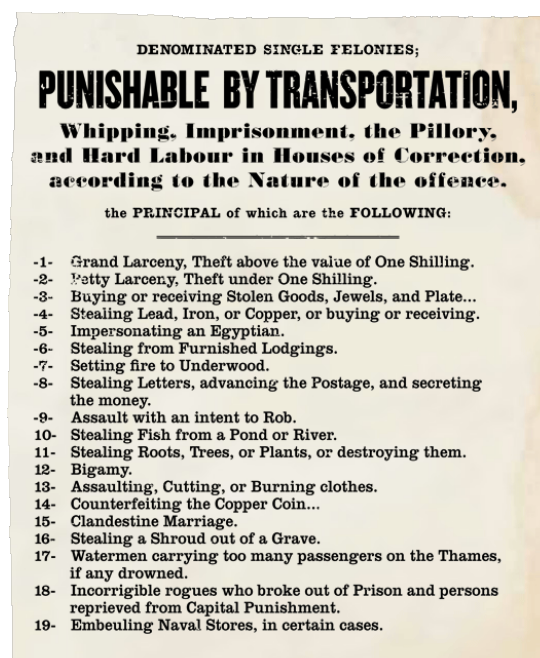 DENOMINATED SINGLE FELONIES;
PUNISHABLE BY TRANSPORTATION,
Whipping, Imprisonment, the Pillory,
and Hard Labour in Houses of Correction,
according to the Nature of the offence.
the PRINCIPAL of which are the FOLLOWING:
-1- Grand Larceny, Theft above the value of One Shilling.
-2- Petty Larceny, Theft under One Shilling.
-3- Buying or receiving Stolen Goods, Jewels, and Plate...
-4- Stealing Lead, Iron, or Copper, or buying or receiving.
-5- Impersonating an Egyptian.
-6- Stealing from Furnished Lodgings.
-7- Setting fire to Underwood.
-8- Stealing Letters, advancing the Postage, and secreting
the money.
-9- Assault with an intent to Rob.
10- Stealing Fish from a Pond or River.
11- Stealing Roots, Trees, or Plants, or destroying them.
12- Bigamy.
13- Assaulting, Cutting, or Burning clothes.
14- Counterfeiting the Copper Coin...
15- Clandestine Marriage.
16- Stealing a Shroud out of a Grave.
17- Watermen carrying too many passengers on the Thames,
if any drowned.
18- Incorrigible rogues who broke out of Prison and persons
reprieved from Capital Punishment.
19- Embeuling Naval Stores, in certain cases.